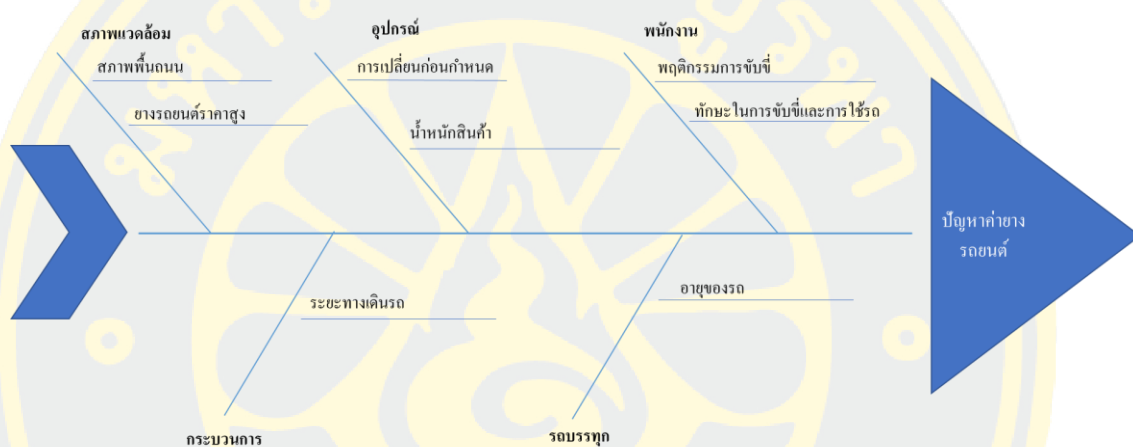 สภาพแวดล้อม
สภาพพื้นถนน
ยางรถยนต์ราคาสูง
อุปกรณ์
การเปลี่ยนก่อนกำหนด
น้ำหนักสินค้า
พนักงาน
พฤติกรรมการขับขี่
ทักษะในการขับขี่และการใช้รถ
ปัญหาค่ายาง
รถยนต์
ระยะทางเดินรถ
กระบวนการ
อายุของรถ
รถบรรทุก